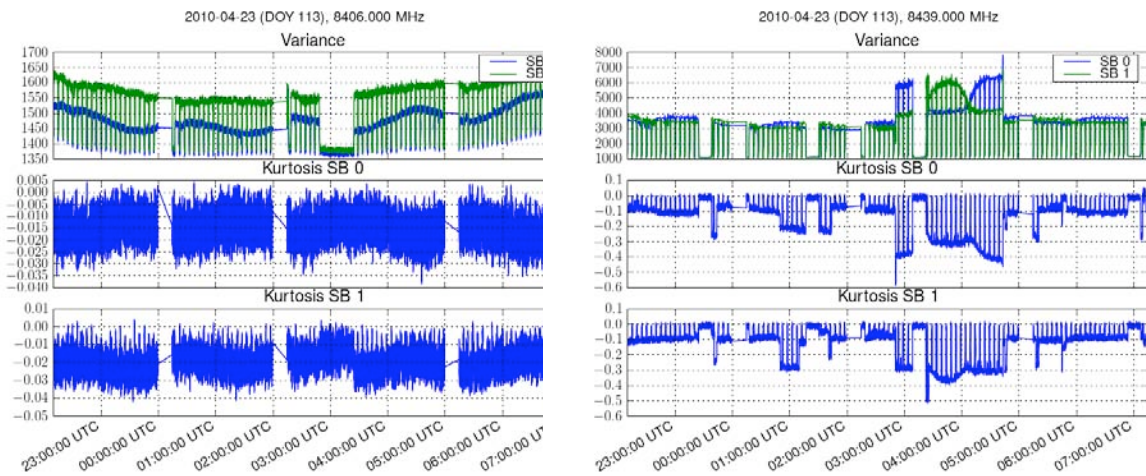 2010-04-23 (DOY 113), 8406.000 MHz
Variance
1700
1650
1600
1550
1500
1450
1400
1350
SB
SB
Kurtosis SB 0
0.005
0.000
−0.005
−0.010
−0.015
−0.020
−0.025
−0.030
−0.035
−0.040
Kurtosis SB 1
0.01
0.00
−0.01
−0.02
−0.03
−0.04
−0.05
23:00:00 UTC
00:00:00 UTC
01:00:00 UTC
02:00:00 UTC
03:00:00 UTC
04:00:00 UTC
05:00:00 UTC
06:00:00 UTC
07:00:00 UT
2010-04-23 (DOY 113), 8439.000 MHz
Variance
8000
7000
6000
5000
4000
3000
2000
1000
SB 0
SB 1
Kurtosis SB 0
0.1
0.0
−0.1
−0.2
−0.3
−0.4
−0.5
−0.6
Kurtosis SB 1
0.1
0.0
−0.1
−0.2
−0.3
−0.4
−0.5
−0.6
23:00:00 UTC
00:00:00 UTC
01:00:00 UTC
02:00:00 UTC
03:00:00 UTC
04:00:00 UTC
05:00:00 UTC
06:00:00 UTC
07:00:00 UTC